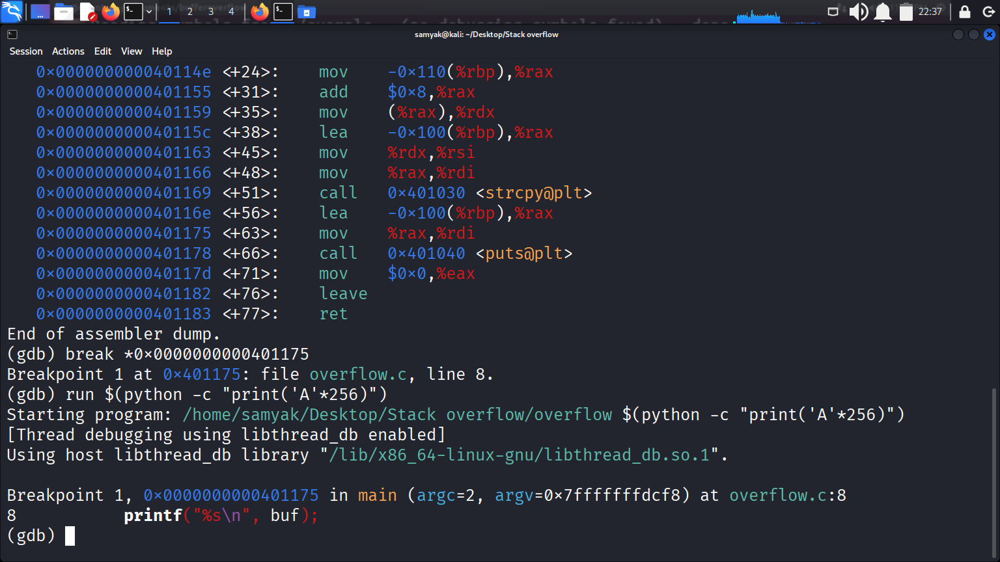 1 2 3 4 22:37
samyak@kali: ~/Desktop/Stack overflow
Session Actions Edit View Help
0x000000000040114e <+24>: mov -0x110(%rbp),%rax
0x0000000000401155 <+31>: add $0x8,%rax
0x0000000000401159 <+35>: mov (%rax),%rdx
0x000000000040115c <+38>: lea -0x100(%rbp),%rax
0x0000000000401163 <+45>: mov %rdx,%rsi
0x0000000000401166 <+48>: mov %rax,%rdi
0x0000000000401169 <+51>: call 0x401030 <strcpy@plt>
0x000000000040116e <+56>: lea -0x100(%rbp),%rax
0x0000000000401175 <+63>: mov %rax,%rdi
0x0000000000401178 <+66>: call 0x401040 <puts@plt>
0x000000000040117d <+71>: mov $0x0,%eax
0x0000000000401182 <+76>: leave
0x0000000000401183 <+77>: ret
End of assembler dump.
(gdb) break *0x0000000000401175
Breakpoint 1 at 0x401175: file overflow.c, line 8.
(gdb) run $(python -c "print('A'*256)")
Starting program: /home/samyak/Desktop/Stack overflow/overflow $(python -c "print('A'*256)")
[Thread debugging using libthread_db enabled]
Using host libthread_db library "/lib/x86_64-linux-gnu/libthread_db.so.1".
Breakpoint 1, 0x0000000000401175 in main (argc=2, argv=0x7fffffffdcf8) at overflow.c:8
8 printf("%s\n", buf);
(gdb)